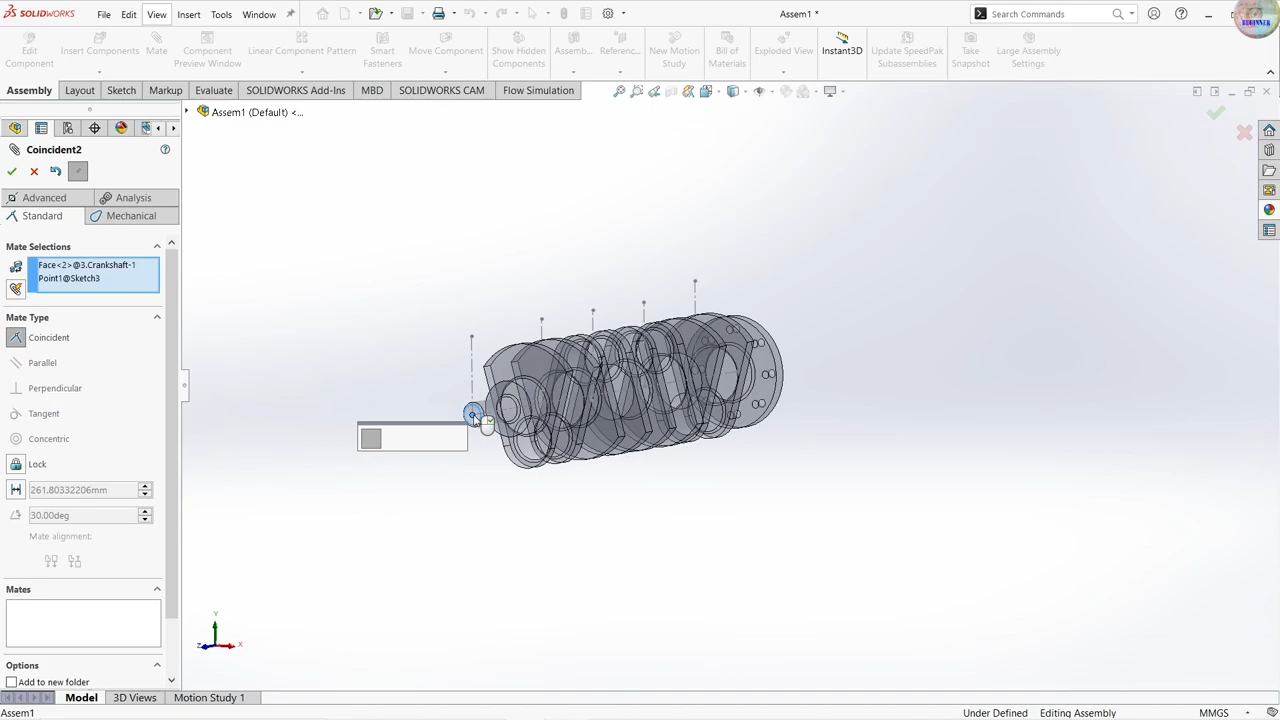 SOLIDWORKS File Edit View Insert Tools Window Assem1 * Search Commands
BEGINNER
Edit Component
Insert Components
Mate
Component Preview Window
Linear Component Pattern
Smart Fasteners
Move Component
Show Hidden Components
Assemb...
Referenc...
New Motion Study
Bill of Materials
Exploded View
Instant3D
Update SpeedPak Subassemblies
Take Snapshot
Large Assembly Settings
Assembly Layout Sketch Markup Evaluate SOLIDWORKS Add-Ins MBD SOLIDWORKS CAM Flow Simulation
Assem1 (Default) <...
Coincident2
Advanced Analysis
Standard Mechanical
Mate Selections
Face<2>@3.Crankshaft-1
Point1@Sketch3
Mate Type
Coincident
Parallel
Perpendicular
Tangent
Concentric
Lock
261.80332206mm
30.00deg
Mate alignment:
Mates
Options
Add to new folder
Y
Z X
Model 3D Views Motion Study 1
Assem1 Under Defined Editing Assembly MMGS